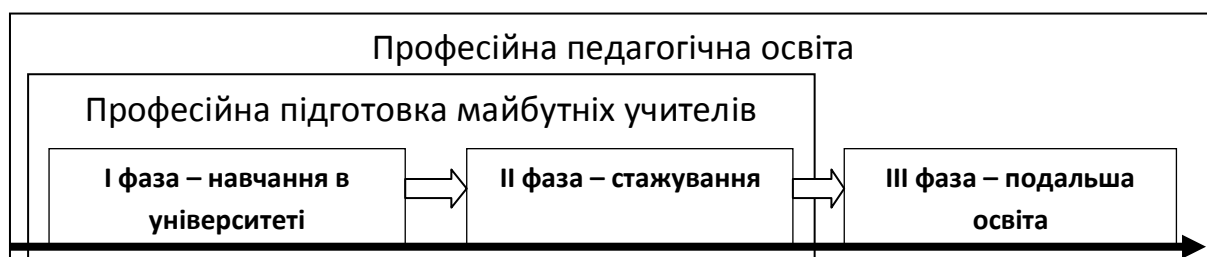 Професійна педагогічна освіта
Професійна підготовка майбутніх учителів
І фаза – навчання в
університеті
ІІ фаза – стажування
ІІІ фаза – подальша
освіта